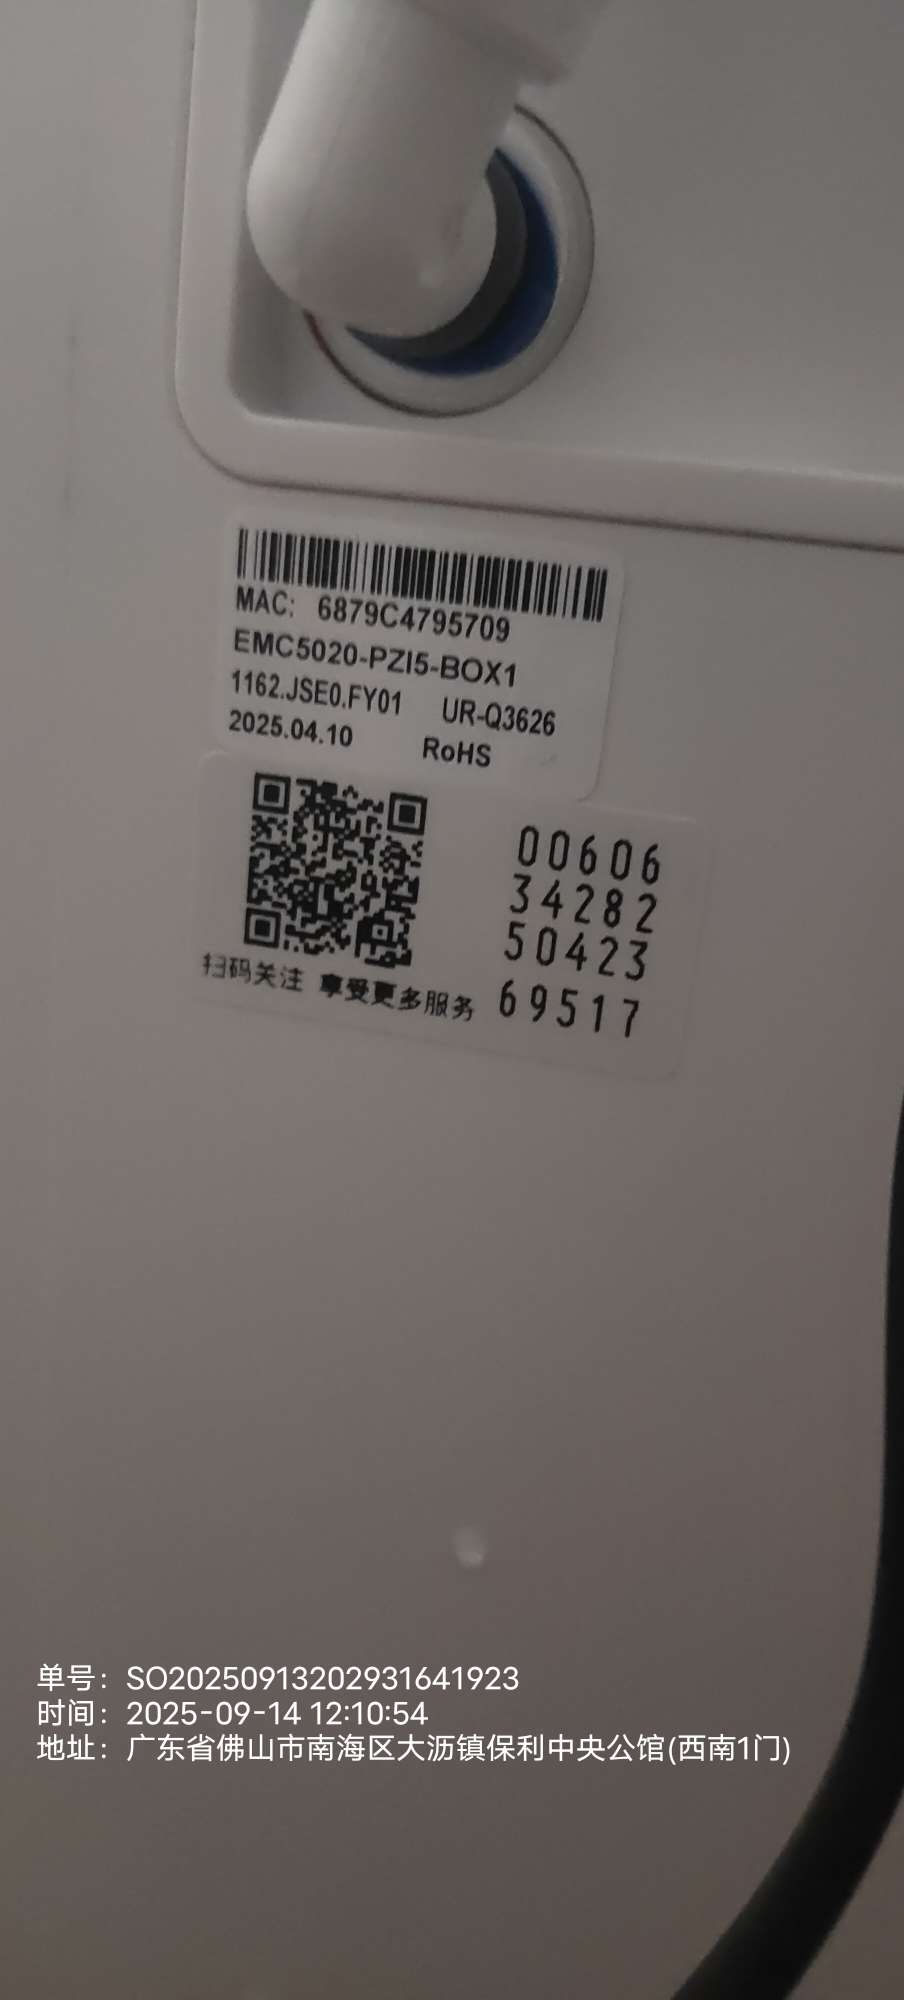 MAC: 6879C4795709
EMC5020-PZI5-BOX1
1162.JSE0.FY01 UR-Q3626
2025.04.10 RoHS
00606
34282
50423
69517
扫码关注 享受更多服务
单号：SO20250913202931641923
时间：2025-09-14 12:10:54
地址：广东省佛山市南海区大沥镇保利中央公馆(西南1门)